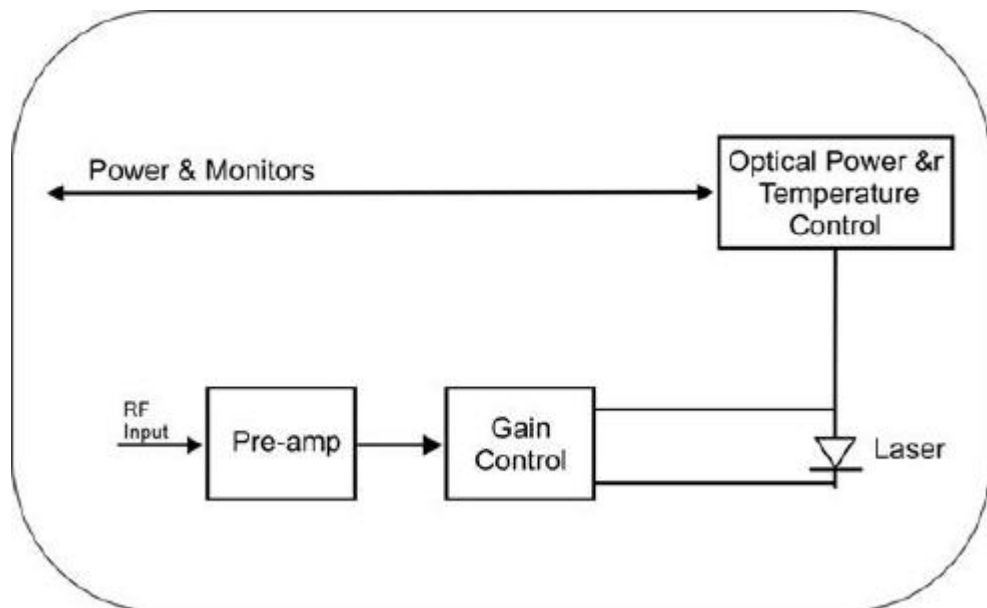 Power & Monitors
Optical Power &r
Temperature
Control
RF
Input
Pre-amp
Gain
Control
Laser